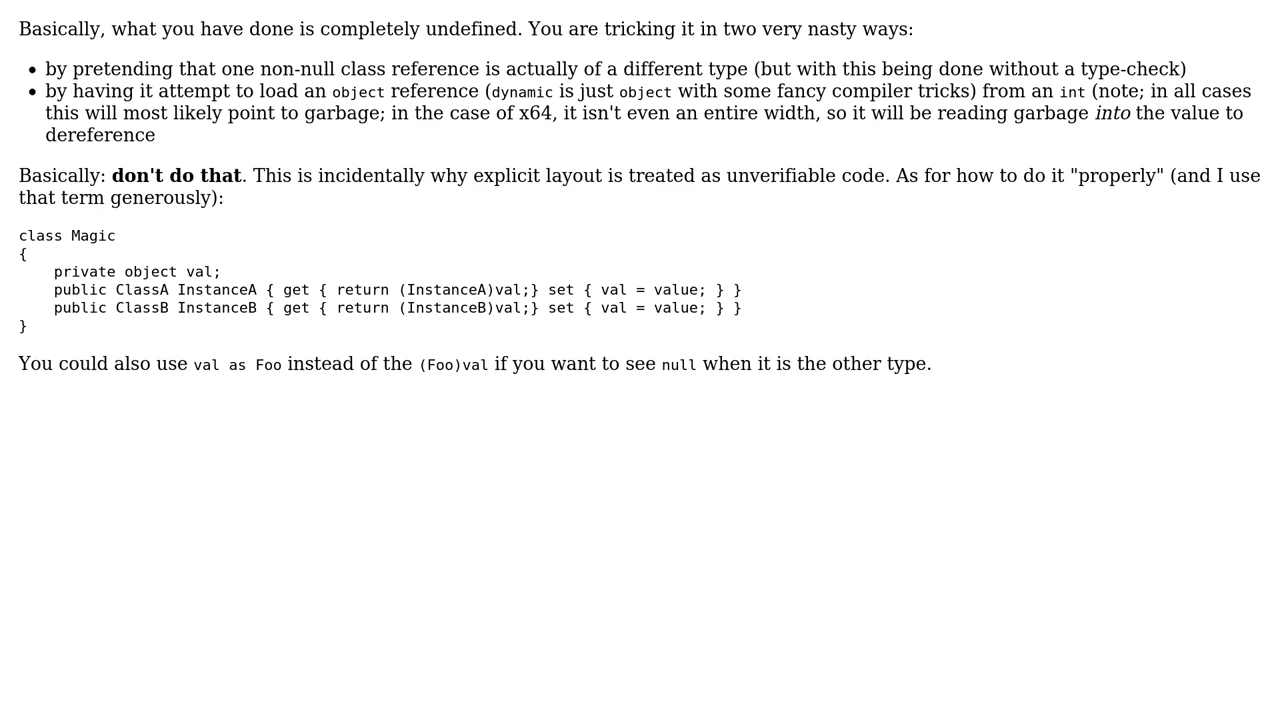 Basically, what you have done is completely undefined. You are tricking it in two very nasty ways:
• by pretending that one non-null class reference is actually of a different type (but with this being done without a type-check)
• by having it attempt to load an object reference (dynamic is just object with some fancy compiler tricks) from an int (note; in all cases
this will most likely point to garbage; in the case of x64, it isn't even an entire width, so it will be reading garbage into the value to
dereference
Basically: don't do that. This is incidentally why explicit layout is treated as unverifiable code. As for how to do it "properly" (and I use
that term generously):
class Magic
{
    private object val;
    public ClassA InstanceA { get { return (InstanceA)val;} set { val = value; } }
    public ClassB InstanceB { get { return (InstanceB)val;} set { val = value; } }
}
You could also use val as Foo instead of the (Foo)val if you want to see null when it is the other type.